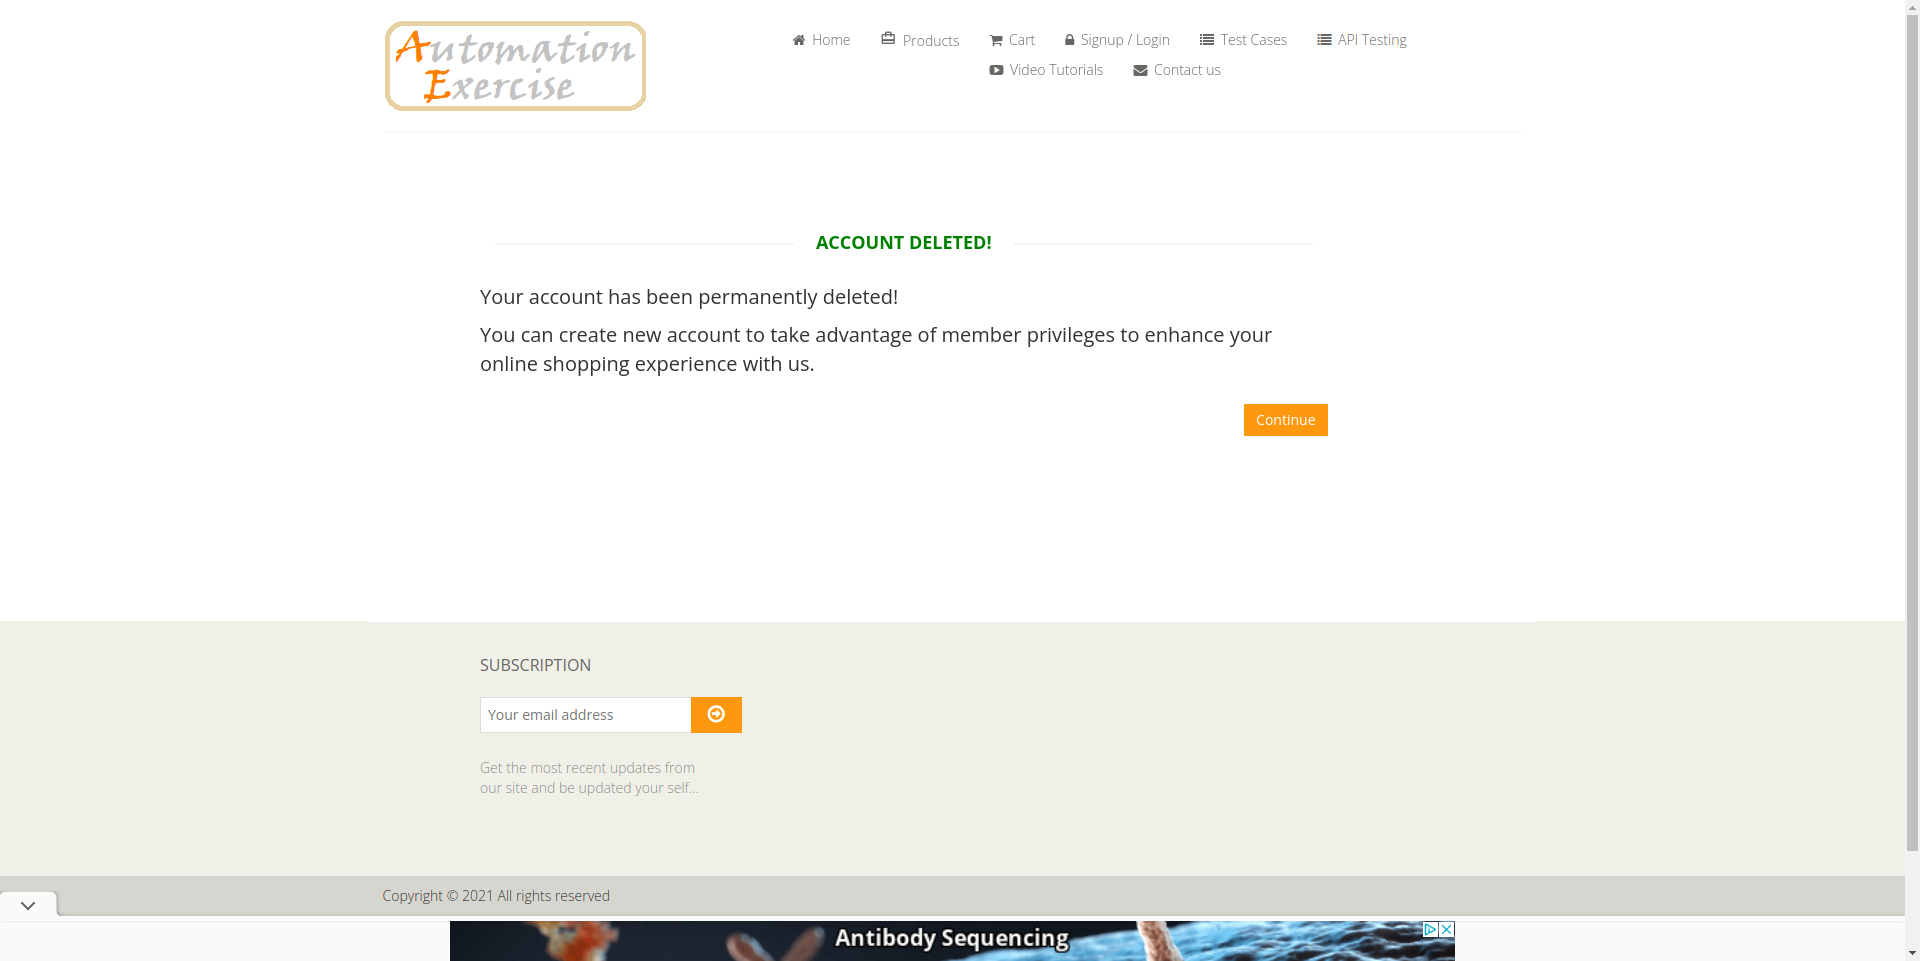 Automation
Exercise
Home
Products
Cart
Signup / Login
Test Cases
API Testing
Video Tutorials
Contact us
ACCOUNT DELETED!
Your account has been permanently deleted!
You can create new account to take advantage of member privileges to enhance your
online shopping experience with us.
Continue
SUBSCRIPTION
Your email address
Get the most recent updates from
our site and be updated your self...
Copyright © 2021 All rights reserved
Antibody Sequencing